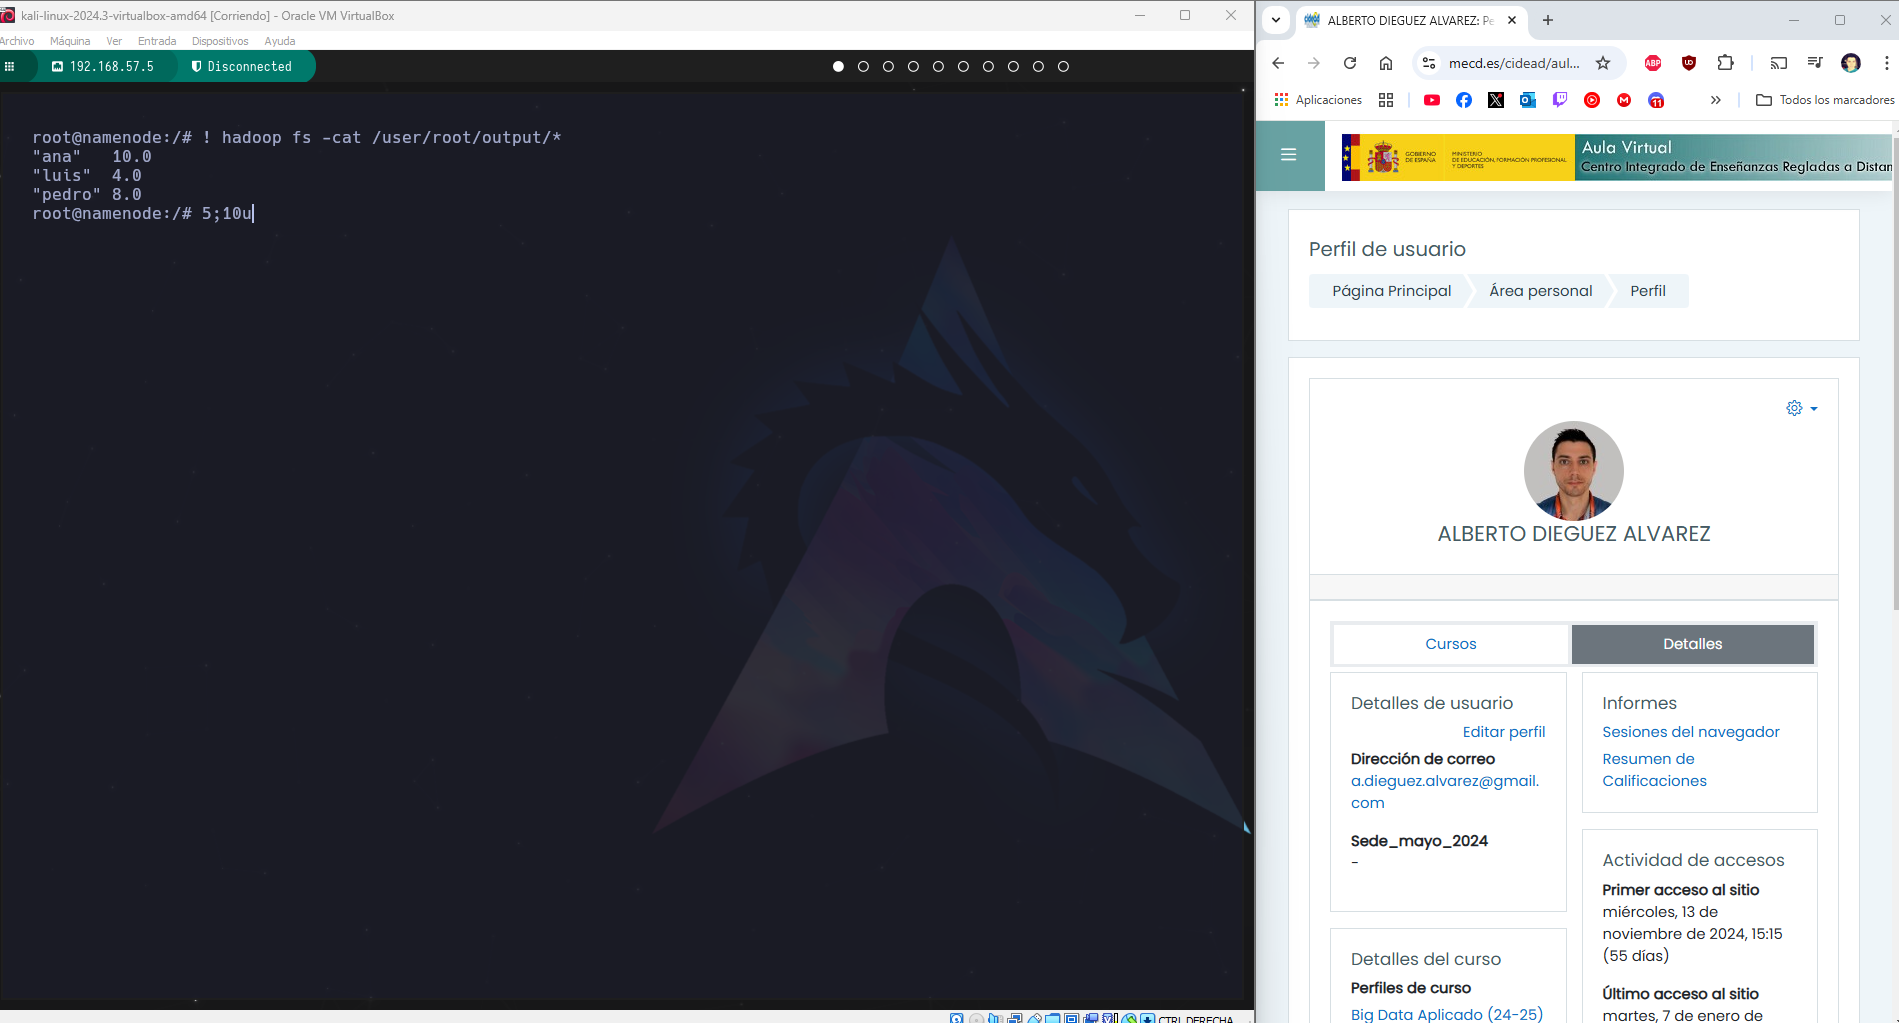 kali-linux-2024.3-virtualbox-amd64 [Corriendo] - Oracle VM VirtualBox
Archivo Máquina Ver Entrada Dispositivos Ayuda
192.168.57.5 Disconnected
root@namenode:/# ! hadoop fs -cat /user/root/output/*
"ana" 10.0
"luis" 4.0
"pedro" 8.0
root@namenode:/# 5;10u
CTRL DERECHA
ALBERTO DIEGUEZ ALVAREZ: Pe
mecd.es/cidead/aul...
ABP
Aplicaciones
11
Todos los marcadores
GOBIERNO DE ESPAÑA
MINISTERIO DE EDUCACIÓN, FORMACIÓN PROFESIONAL Y DEPORTES
Aula Virtual
Centro Integrado de Enseñanzas Regladas a Distan
Perfil de usuario
Página Principal Área personal Perfil
ALBERTO DIEGUEZ ALVAREZ
Cursos Detalles
Detalles de usuario
Editar perfil
Dirección de correo
a.dieguez.alvarez@gmail.
com
Sede_mayo_2024
-
Detalles del curso
Perfiles de curso
Big Data Aplicado (24-25)
Informes
Sesiones del navegador
Resumen de
Calificaciones
Actividad de accesos
Primer acceso al sitio
miércoles, 13 de
noviembre de 2024, 15:15
(55 días)
Último acceso al sitio
martes, 7 de enero de